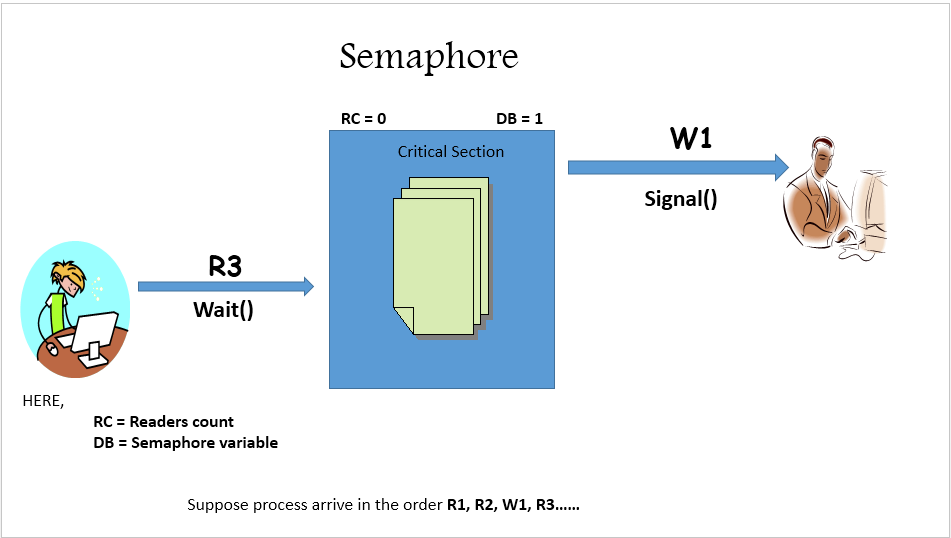 Semaphore
RC = 0
DB = 1
Critical Section
W1
Signal()
R3
Wait()
HERE,
RC = Readers count
DB = Semaphore variable
Suppose process arrive in the order R1, R2, W1, R3......